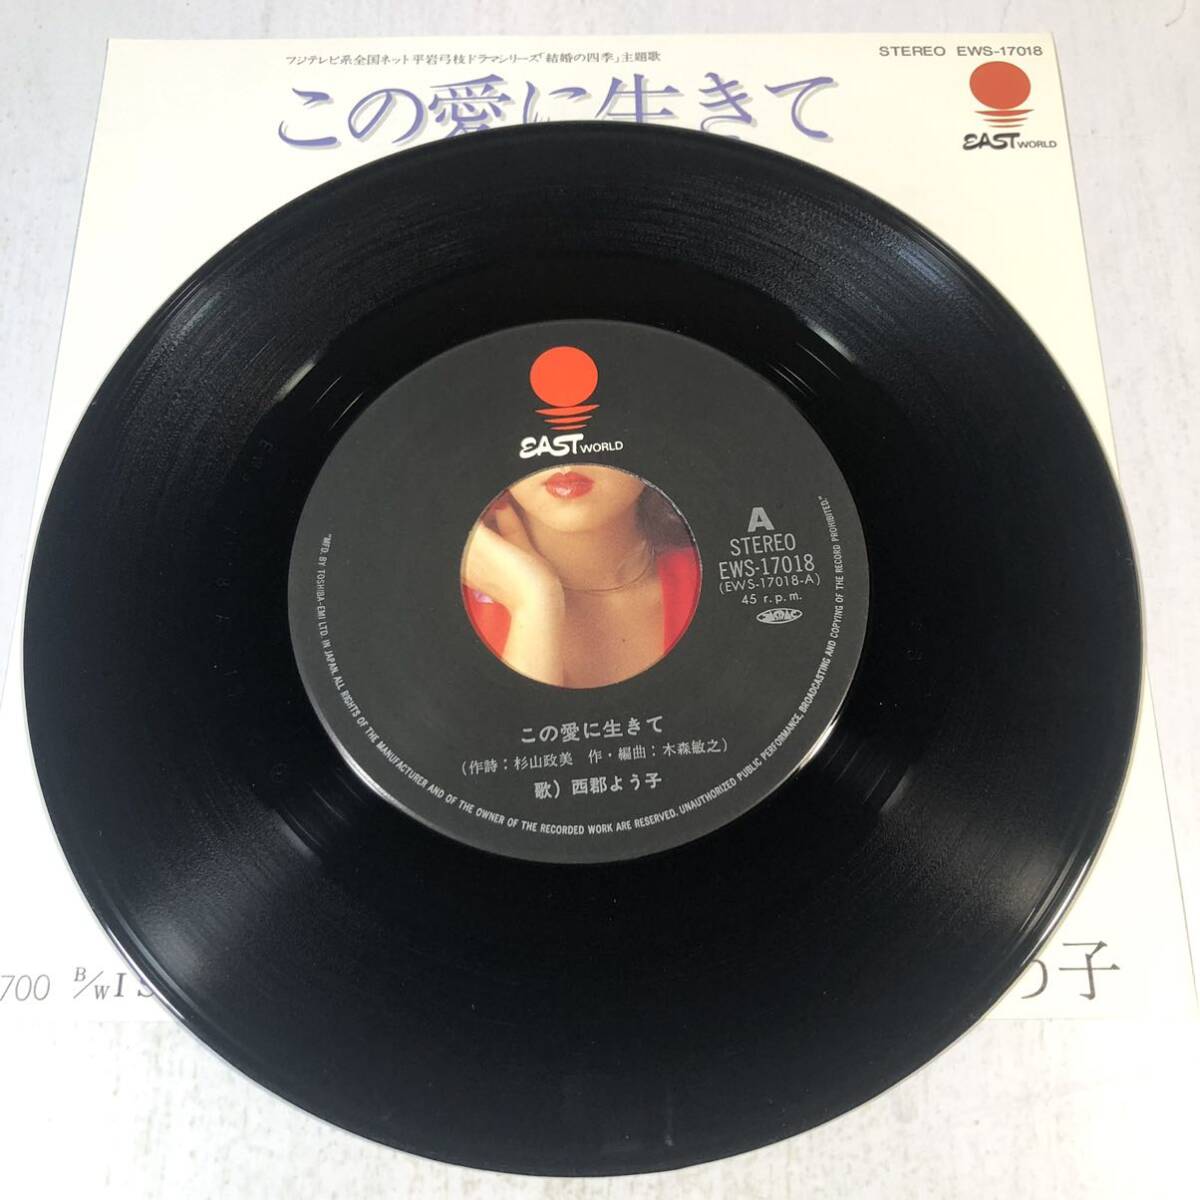 フジテレビ系全国ネット平岩弓枝ドラマシリーズ「結婚の四季」主題歌
STEREO EWS-17018
この愛に生きて
EAST WORLD
EAST WORLD
A
STEREO
EWS-17018
(EWS-17018-A)
45 r.p.m.
JASRAC
この愛に生きて
(作詩：杉山政美 作・編曲：木森敏之)
歌) 西郡よう子
"MFD. BY TOSHIBA-EMI LTD. IN JAPAN. ALL RIGHTS OF THE MANUFACTURER AND OF THE OWNER OF THE RECORDED WORK ARE RESERVED. UNAUTHORIZED PUBLIC PERFORMANCE, BROADCASTING AND COPYING OF THE RECORD PROHIBITED."
700 B/W I S
う子